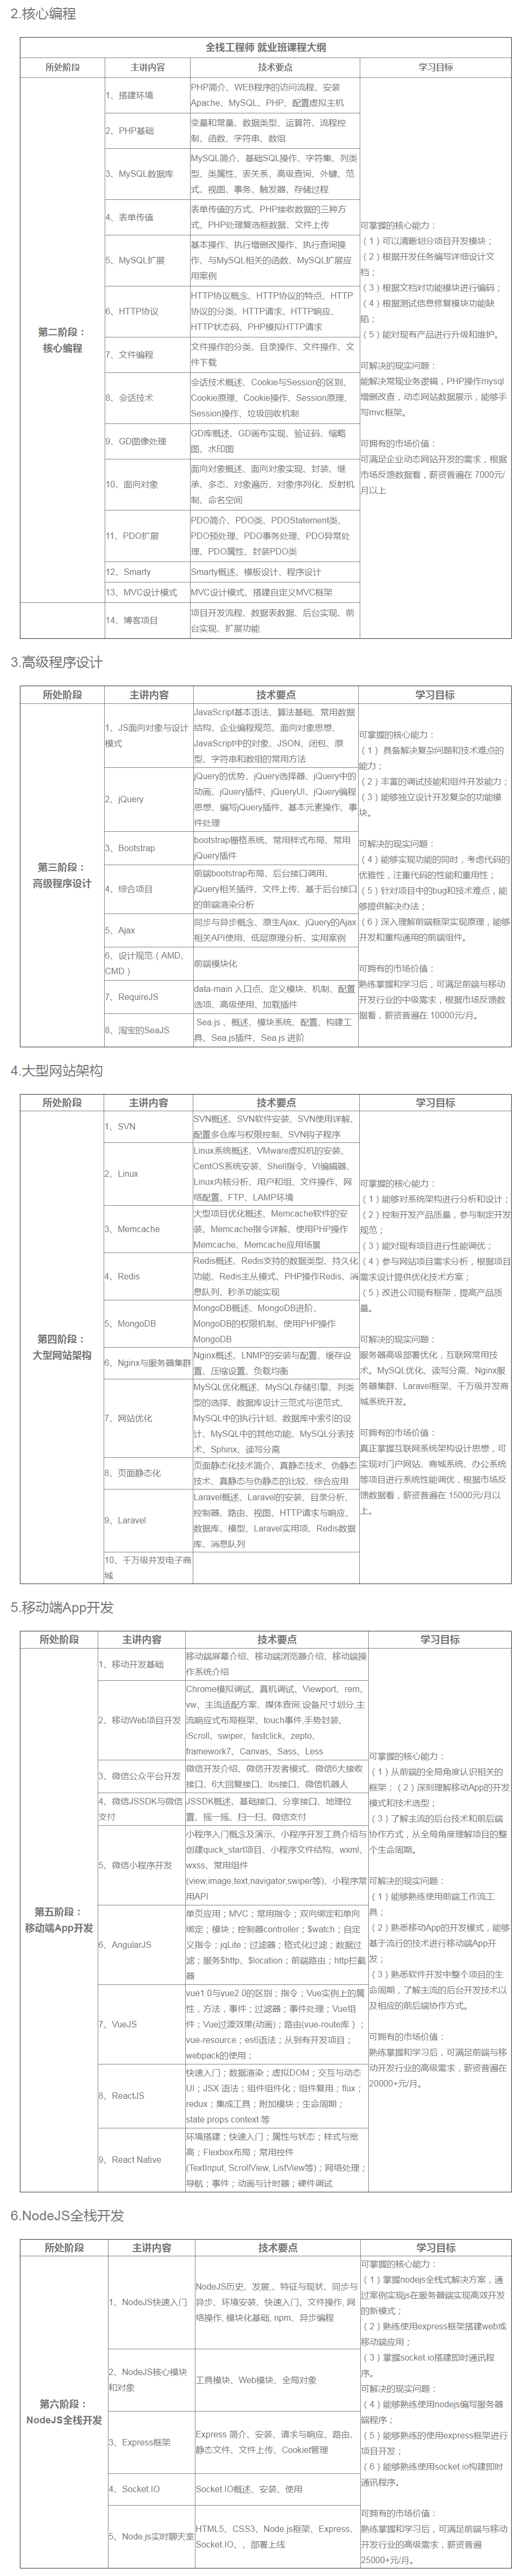 2.核心编程
全栈工程师 就业班课程大纲
所处阶段 主讲内容 技术要点 学习目标
第二阶段：
核心编程
1、搭建环境
PHP简介、WEB程序的访问流程、安装
Apache、MySQL、PHP、配置虚拟主机
2、PHP基础
变量和常量、数据类型、运算符、流程控
制、函数、字符串、数组
3、MySQL数据库
MySQL简介、基础SQL操作、字符集、列类
型、类属性、表关系、高级查询、外键、范
式、视图、事务、触发器、存储过程
4、表单传值
表单传值的方式、PHP接收数据的三种方
式、PHP处理复选框数据、文件上传
5、MySQL扩展
基本操作、执行增删改操作、执行查询操
作、与MySQL相关的函数、MySQL扩展应
用案例
6、HTTP协议
HTTP协议概念、HTTP协议的特点、HTTP
协议的分类、HTTP请求、HTTP响应、
HTTP状态码、PHP模拟HTTP请求
7、文件编程
文件操作的分类、目录操作、文件操作、文
件下载
8、会话技术
会话技术概述、Cookie与Session的区别、
Cookie原理、Cookie操作、Session原理、
Session操作、垃圾回收机制
9、GD图像处理
GD库概述、GD画布实现、验证码、缩略
图、水印图
10、面向对象
面向对象概述、面向对象实现、封装、继
承、多态、对象遍历、对象序列化、反射机
制、命名空间
11、PDO扩展
PDO简介、PDO类、PDOStatement类、
PDO预处理、PDO事务处理、PDO异常处
理、PDO属性、封装PDO类
12、Smarty
Smarty概述、模板设计、程序设计
13、MVC设计模式
MVC设计模式、搭建自定义MVC框架
14、博客项目
项目开发流程、数据表数据、后台实现、前
台实现、扩展功能
可掌握的核心能力：
（1）可以清晰划分项目开发模块；
（2）根据开发任务编写详细设计文
档；
（3）根据文档对功能模块进行编码；
（4）根据测试信息修复模块功能缺
陷；
（5）能对现有产品进行升级和维护。
可解决的现实问题：
能解决常规业务逻辑，PHP操作mysql
增删改查，动态网站数据展示，能够手
写mvc框架。
可拥有的市场价值：
可满足企业动态网站开发的需求，根据
市场反馈数据看，薪资普遍在 7000元/
月以上
3.高级程序设计
所处阶段 主讲内容 技术要点 学习目标
第三阶段：
高级程序设计
1、JS面向对象与设计
模式
JavaScript基本语法、算法基础、常用数据
结构、企业编程规范、面向对象思想、
JavaScript中的对象、JSON、闭包、原
型、字符串和数组的常用方法
2、jQuery
jQuery的优势、jQuery选择器、jQuery中的
动画、jQuery插件、jQueryUI、jQuery编程
思想、编写jQuery插件、基本元素操作、事
件处理
3、Bootstrap
bootstrap栅格系统、常用样式布局、常用
jQuery插件
4、综合项目
前端bootstrap布局、后台接口调用、
jQuery相关插件、文件上传、基于后台接口
的前端渲染分析
5、Ajax
同步与异步概念、原生Ajax、jQuery的Ajax
相关API使用、低层原理分析、实用案例
6、设计规范（AMD、
CMD）
前端模块化
7、RequireJS
data-main 入口点、定义模块、机制、配置
选项、高级使用、加载插件
8、淘宝的SeaJS
Sea.js 、概述、模块系统、配置、构建工
具、Sea.js插件、Sea.js 进阶
可掌握的核心能力：
（1）具备解决复杂问题和技术难点的
能力；
（2）丰富的调试技能和组件开发能力；
（3）能够独立设计开发复杂的功能模
块。
可解决的现实问题：
（4）能够实现功能的同时，考虑代码的
优雅性，注重代码的性能和重用性；
（5）针对项目中的bug和技术难点，能
够提供解决办法；
（6）深入理解前端框架实现原理，能够
开发和重构通用的前端组件。
可拥有的市场价值：
熟练掌握和学习后，可满足前端与移动
开发行业的中级需求，根据市场反馈数
据看，薪资普遍在 10000元/月。
4.大型网站架构
所处阶段 主讲内容 技术要点 学习目标
第四阶段：
大型网站架构
1、SVN
SVN概述、SVN软件安装、SVN使用详解、
配置多仓库与权限控制、SVN钩子程序
2、Linux
Linux系统概述、VMware虚拟机的安装、
CentOS系统安装、Shell指令、VI编辑器、
Linux内核分析、用户和组、文件操作、网
络配置、FTP、LAMP环境
3、Memcache
大型项目优化概述、Memcache软件的安
装、Memcache指令详解、使用PHP操作
Memcache、Memcache应用场景
4、Redis
Redis概述、Redis支持的数据类型、持久化
功能、Redis主从模式、PHP操作Redis、消
息队列、秒杀功能实现
5、MongoDB
MongoDB概述、MongoDB进阶、
MongoDB的权限机制、使用PHP操作
MongoDB
6、Nginx与服务器集群
Nginx概述、LNMP的安装与配置、缓存设
置、压缩设置、负载均衡
7、网站优化
MySQL优化概述、MySQL存储引擎、列类
型的选择、数据库设计三范式与逆范式、
MySQL中的执行计划、数据库中索引的设
计、MySQL中的其他功能、MySQL分表技
术、Sphinx、读写分离
8、页面静态化
页面静态化技术简介、真静态技术、伪静态
技术、真静态与伪静态的比较、综合应用
9、Laravel
Laravel概述、Laravel的安装、目录分析、
控制器、路由、视图、HTTP请求与响应、
数据库、模型、Laravel实用项、Redis数据
库、消息队列
10、千万级并发电子商
城
可掌握的核心能力：
（1）能够对系统架构进行分析和设计；
（2）控制开发产品质量，参与制定开发
规范；
（3）能对现有项目进行性能调优；
（4）参与网站项目需求分析，根据项目
需求设计提供优化技术方案；
（5）改进公司现有框架，提高产品质
量。
可解决的现实问题：
服务器高级部署优化，互联网常用技
术。MySQL优化、读写分离、Nginx服
务器集群、Laravel框架、千万级并发商
城系统开发。
可拥有的市场价值：
真正掌握互联网系统架构设计思想，可
实现对门户网站、商城系统、办公系统
等项目进行系统性能调优，根据市场反
馈数据看，薪资普遍在 15000元/月以
上。
5.移动端App开发
所处阶段 主讲内容 技术要点 学习目标
第五阶段：
移动端App开发
1、移动开发基础
移动端屏幕介绍、移动端浏览器介绍、移动端操
作系统介绍
2、移动Web项目开发
Chrome模拟调试、真机调试、Viewport、rem、
vw、主流适配方案、媒体查询,设备尺寸划分,主
流响应式布局框架、touch事件,手势封装、
iScroll、swiper、fastclick、zepto、
framework7、Canvas、Sass、Less
3、微信公众平台开发
微信开发介绍、微信开发者模式、微信6大接收
接口、6大回复接口、lbs接口、微信机器人
4、微信JSSDK与微信
支付
JSSDK概述、基础接口、分享接口、地理位
置、摇一摇、扫一扫、微信支付
5、微信小程序开发
小程序入门概念及演示、小程序开发工具介绍与
创建quick_start项目、小程序文件结构、wxml、
wxss、常用组件
(view,image,text,navigator,swiper等)、小程序常
用API
6、AngularJS
单页应用；MVC；常用指令；双向绑定和单向
绑定；模块；控制器controller；$watch；自定
义指令；jqLite；过滤器；格式化过滤；数据过
滤；服务$http、$location；前端路由；http拦截
器
7、VueJS
vue1.0与vue2.0的区别；指令；Vue实例上的属
性，方法，事件；过滤器；事件处理；Vue组
件；Vue过渡效果(动画)；路由(vue-route库)；
vue-resource；es6语法；从到有开发项目；
webpack的使用；
8、ReactJS
快速入门；数据渲染；虚拟DOM；交互与动态
UI；JSX 语法；组件组件化；组件复用；flux；
redux；集成工具；附加模块；生命周期；
state props context 等
9、React Native
环境搭建；快速入门；属性与状态；样式与宽
高；Flexbox布局；常用控件
(TextInput, ScrollView, ListView等)；网络处理；
导航；事件；动画与计时器；硬件调试
可掌握的核心能力：
（1）从前端的全局角度认识相关的
框架；（2）深刻理解移动App的开发
模式和技术选型；
（3）了解主流的后台技术和前后端
协作方式，从全局角度理解项目的整
个生命周期。
可解决的现实问题：
（1）能够熟练使用前端工作流工
具；
（2）熟悉移动App的开发模式，能够
基于流行的技术进行移动端App开
发；
（3）熟悉软件开发中整个项目的生
命周期，了解主流的后台开发技术以
及相应的前后端协作方式。
可拥有的市场价值：
熟练掌握和学习后，可满足前端与移
动开发行业的高级需求，薪资普遍在
20000+元/月。
6.NodeJS全栈开发
所处阶段 主讲内容 技术要点 学习目标
第六阶段：
NodeJS全栈开发
1、NodeJS快速入门
NodeJS历史、发展,、特征与现状、同步与
异步、环境安装、快速入门、文件操作, 网
络操作, 模块化基础, npm、异步编程
2、NodeJS核心模块
和对象
工具模块、Web模块、全局对象
3、Express框架
Express 简介、安装、请求与响应、路由、
静态文件、文件上传、Cookiet管理
4、Socket.IO
Socket.IO概述、安装、使用
5、Node.js实时聊天室
HTML5、CSS3、Node.js框架、Express、
Socket.IO、、部署上线
可掌握的核心能力：
（1）掌握nodejs全栈式解决方案，通
过案例实现js在服务器端实现高效开发
的新模式；
（2）熟练使用express框架搭建web或
移动端应用；
（3）掌握socket.io搭建即时通讯程
序。
可解决的现实问题：
（4）能够熟练使用nodejs编写服务器
端程序；
（5）能够熟练的使用express框架进行
项目开发；
（6）能够熟练使用socket.io构建即时
通讯程序。
可拥有的市场价值：
熟练掌握和学习后，可满足前端与移动
开发行业的高级需求，薪资普遍
25000+元/月。